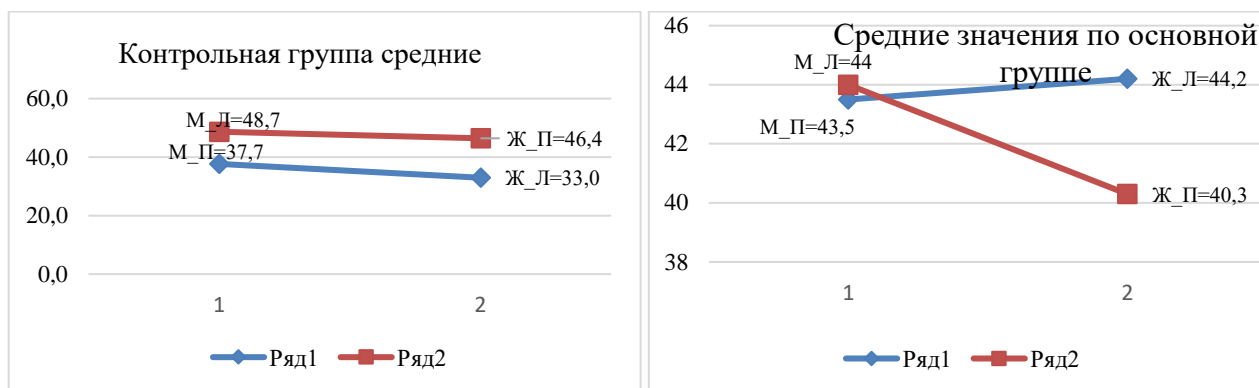 Контрольная группа средние
60,0
40,0
20,0
0,0
М_Л=48,7
М_П=37,7
Ж_П=46,4
Ж_Л=33,0
1
2
Ряд1
Ряд2
Средние значения по основной
группе
46
44
42
40
38
М_Л=44
М_П=43,5
Ж_Л=44,2
Ж_П=40,3
1
2
Ряд1
Ряд2